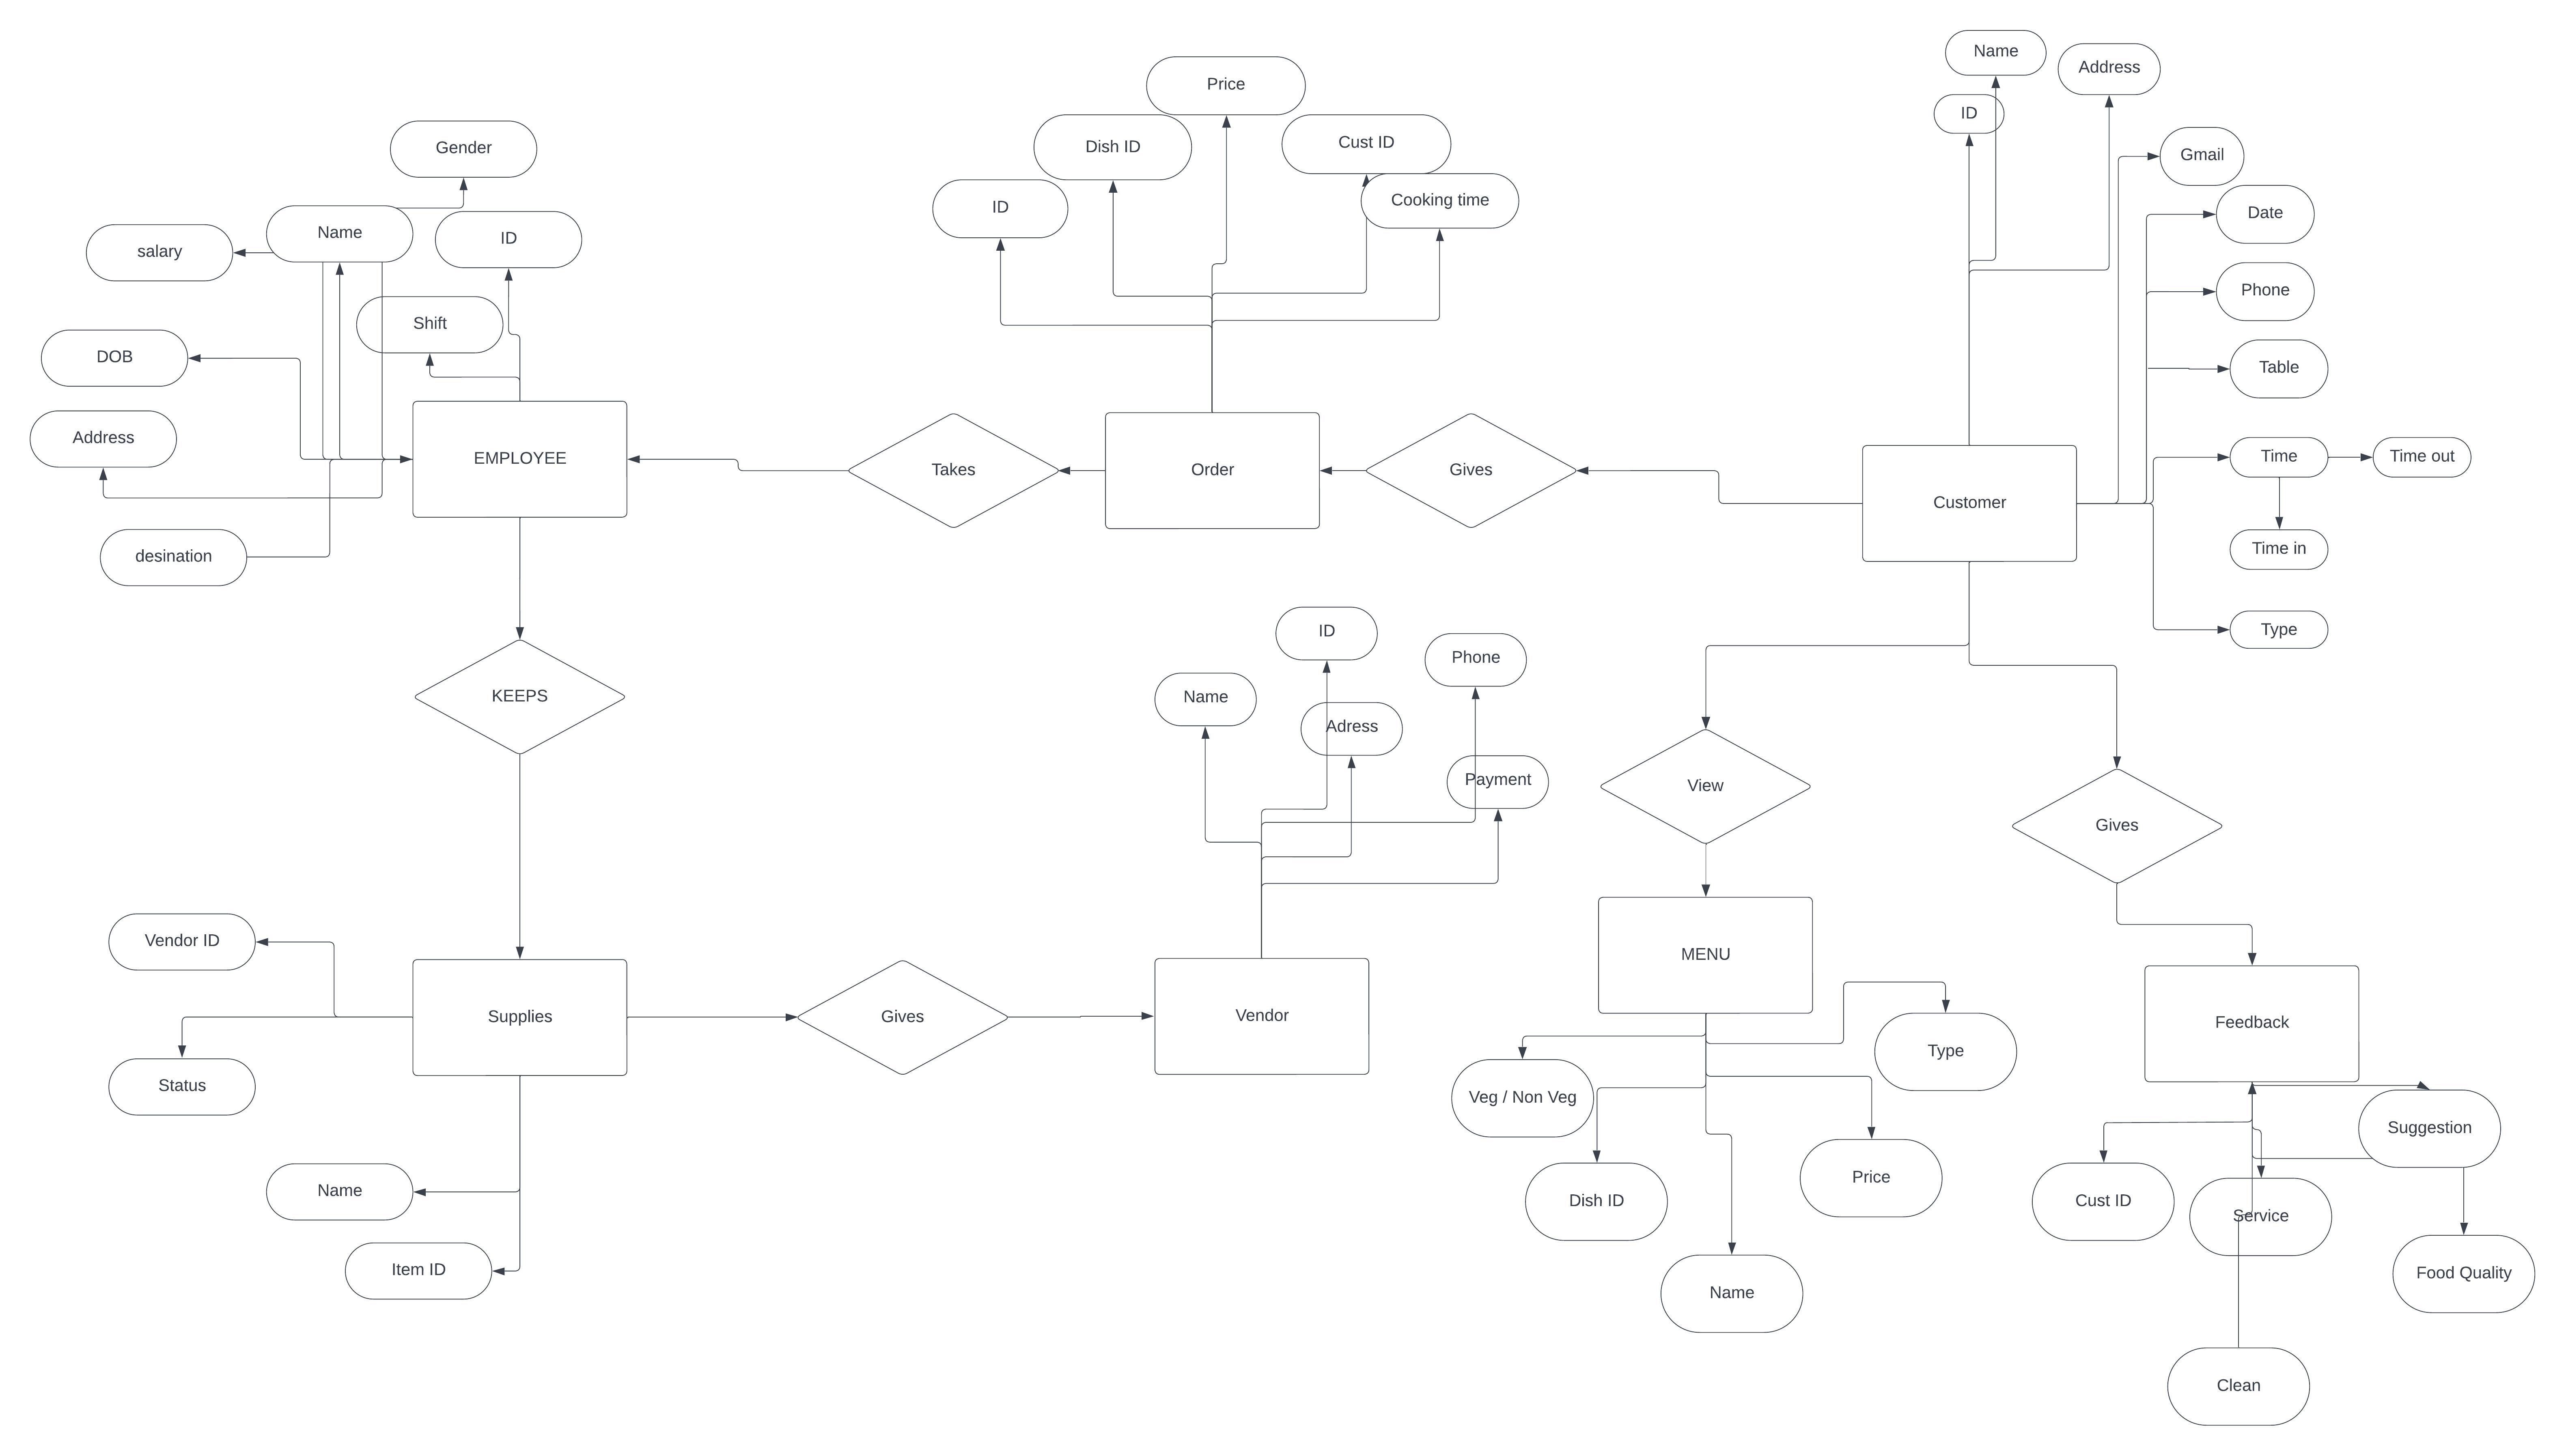 Name
Address
Price
ID
Gender
Dish ID
Cust ID
Gmail
Cooking time
Name
ID
ID
Date
salary
Phone
Shift
DOB
Table
Address
EMPLOYEE
Takes
Order
Gives
Customer
Time
Time out
desination
Time in
ID
Phone
Type
KEEPS
Name
Adress
Payment
View
Gives
Vendor ID
MENU
Supplies
Gives
Vendor
Feedback
Type
Status
Veg / Non Veg
Suggestion
Name
Dish ID
Price
Cust ID
Service
Item ID
Name
Food Quality
Clean